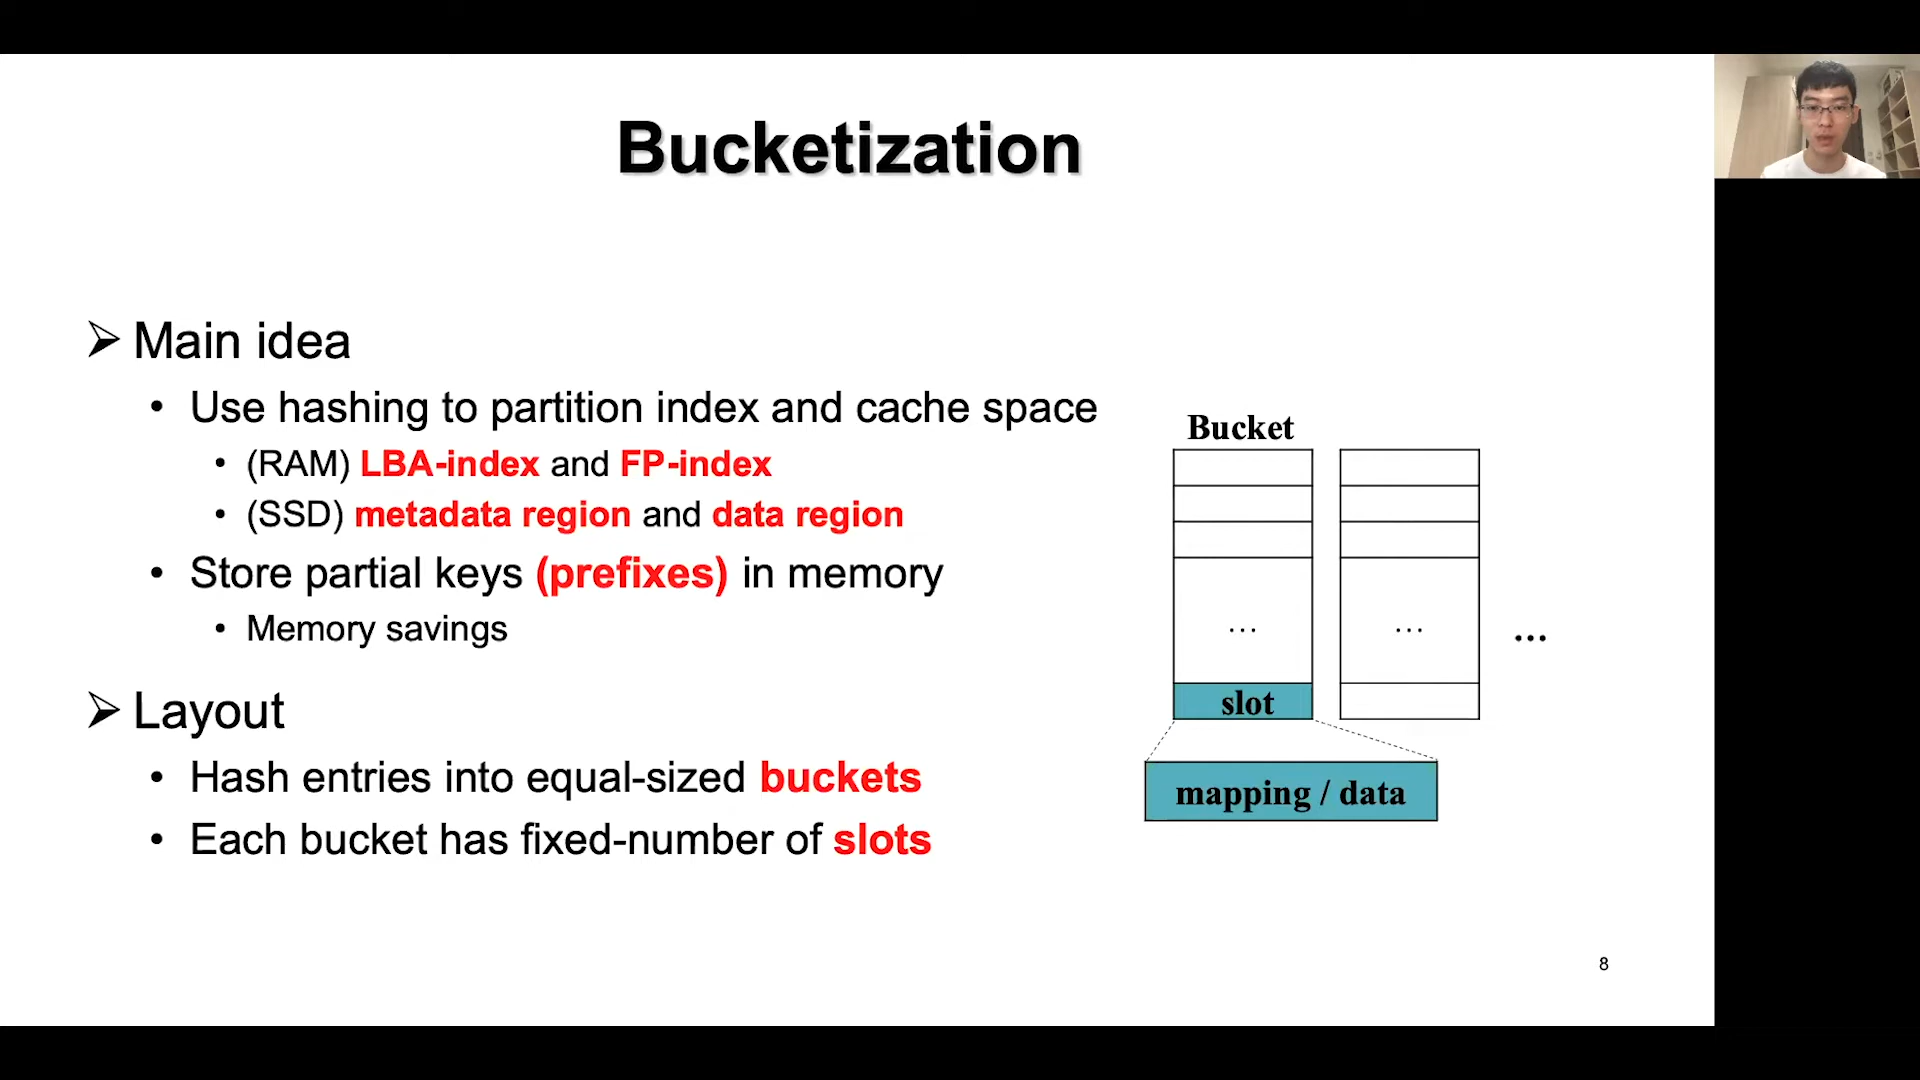 Bucketization
➢ Main idea
• Use hashing to partition index and cache space
• (RAM) LBA-index and FP-index
• (SSD) metadata region and data region
• Store partial keys (prefixes) in memory
• Memory savings
➢ Layout
• Hash entries into equal-sized buckets
• Each bucket has fixed-number of slots
Bucket
... ... ...
slot
mapping / data
8